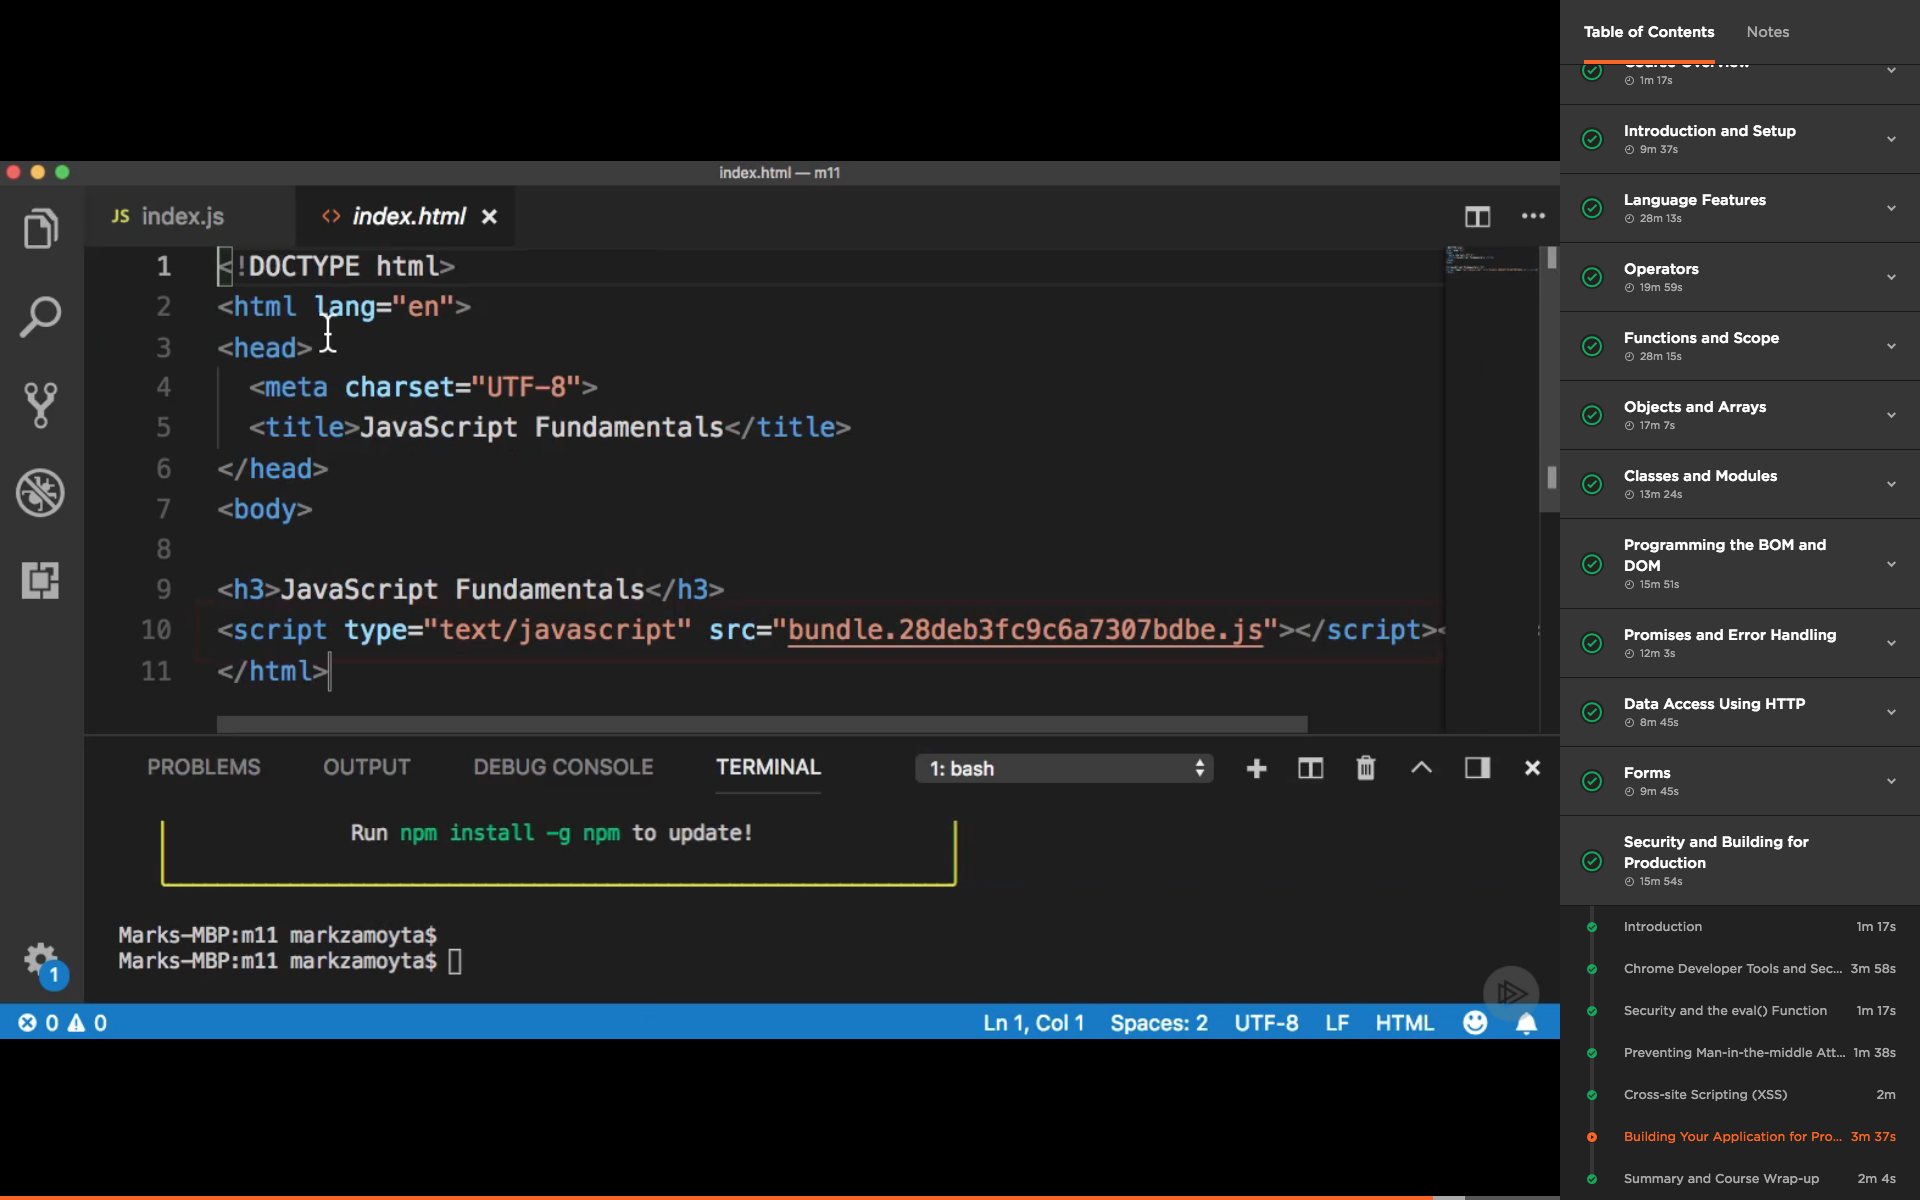 Table of Contents
Notes
Course Overview
1m 17s
Introduction and Setup
9m 37s
Language Features
28m 13s
Operators
19m 59s
Functions and Scope
28m 15s
Objects and Arrays
17m 7s
Classes and Modules
13m 24s
Programming the BOM and
DOM
15m 51s
Promises and Error Handling
12m 3s
Data Access Using HTTP
8m 45s
Forms
9m 45s
Security and Building for
Production
15m 54s
Introduction 1m 17s
Chrome Developer Tools and Sec... 3m 58s
Security and the eval() Function 1m 17s
Preventing Man-in-the-middle Att... 1m 38s
Cross-site Scripting (XSS) 2m
Building Your Application for Pro... 3m 37s
Summary and Course Wrap-up 2m 4s
index.html — m11
JS index.js
<> index.html
1 <!DOCTYPE html>
2 <html lang="en">
3 <head>
4 <meta charset="UTF-8">
5 <title>JavaScript Fundamentals</title>
6 </head>
7 <body>
8
9 <h3>JavaScript Fundamentals</h3>
10 <script type="text/javascript" src="bundle.28deb3fc9c6a7307bdbe.js"></script><
11 </html>
PROBLEMS OUTPUT DEBUG CONSOLE TERMINAL 1: bash
Run npm install -g npm to update!
Marks-MBP:m11 markzamoyta$
Marks-MBP:m11 markzamoyta$
1
0 0 Ln 1, Col 1 Spaces: 2 UTF-8 LF HTML